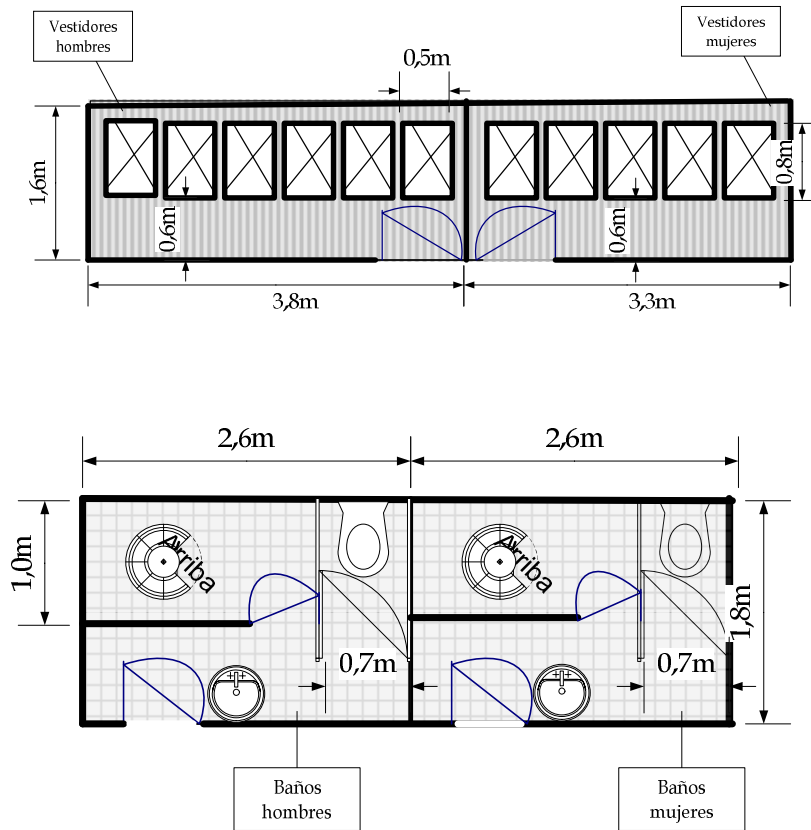 Vestidores
hombres
Vestidores
mujeres
0,5m
1,6m
0,8m
0,6m
0,6m
3,8m
3,3m
2,6m
2,6m
Arriba
Arriba
1,0m
1,8m
0,7m
0,7m
Baños
hombres
Baños
mujeres